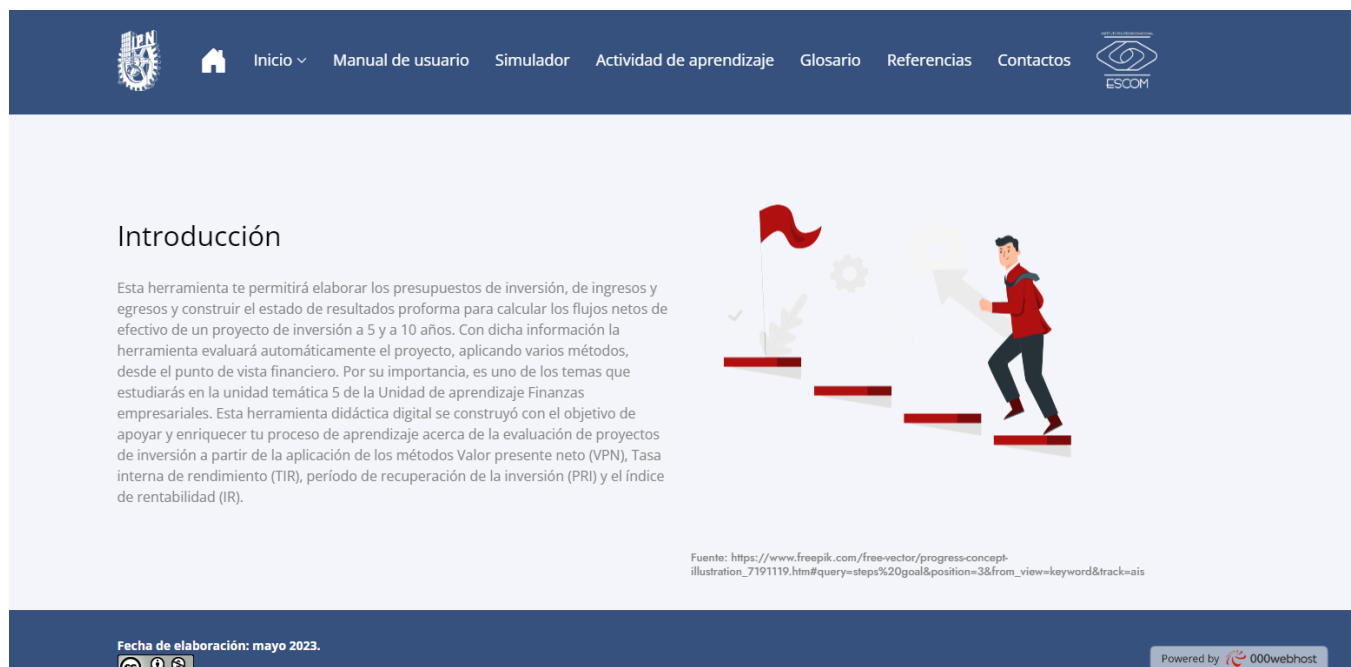 IPN
Inicio
Manual de usuario
Simulador
Actividad de aprendizaje
Glosario
Referencias
Contactos
ESCOM
Introducción
Esta herramienta te permitirá elaborar los presupuestos de inversión, de ingresos y
egresos y construir el estado de resultados proforma para calcular los flujos netos de
efectivo de un proyecto de inversión a 5 y a 10 años. Con dicha información la
herramienta evaluará automáticamente el proyecto, aplicando varios métodos,
desde el punto de vista financiero. Por su importancia, es uno de los temas que
estudiarás en la unidad temática 5 de la Unidad de aprendizaje Finanzas
empresariales. Esta herramienta didáctica digital se construyó con el objetivo de
apoyar y enriquecer tu proceso de aprendizaje acerca de la evaluación de proyectos
de inversión a partir de la aplicación de los métodos Valor presente neto (VPN), Tasa
interna de rendimiento (TIR), período de recuperación de la inversión (PRI) y el índice
de rentabilidad (IR).
Fuente: https://www.freepik.com/free-vector/progress-concept-
illustration_7191119.htm#query=steps%20goal&position=3&from_view=keyword&track=ais
Fecha de elaboración: mayo 2023.
cc
Powered by 000webhost